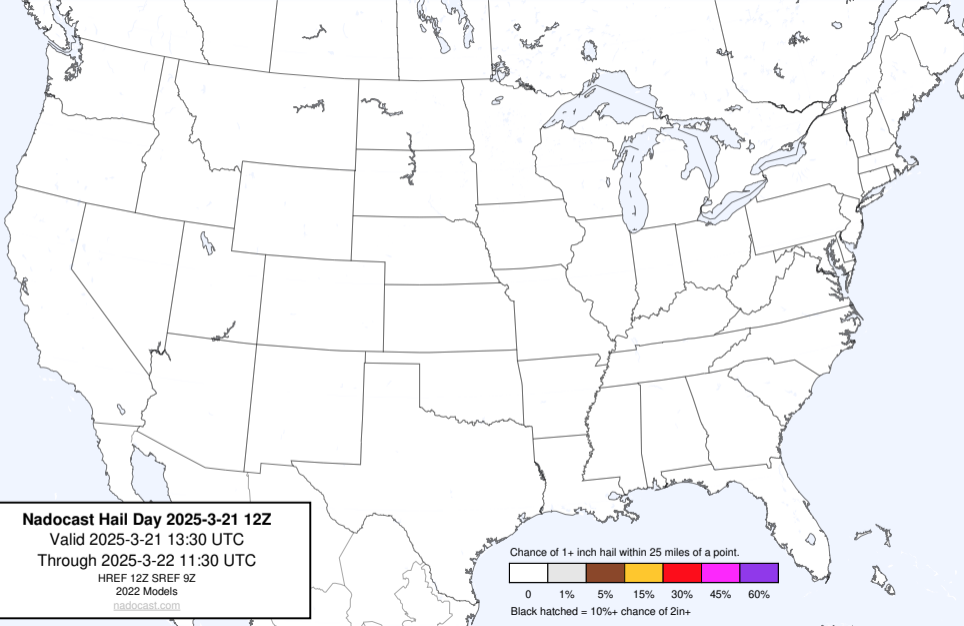 Nadocast Hail Day 2025-3-21 12Z
Valid 2025-3-21 13:30 UTC
Through 2025-3-22 11:30 UTC
HREF 12Z SREF 9Z
2022 Models
nadocast.com
Chance of 1+ inch hail within 25 miles of a point.
0 1% 5% 15% 30% 45% 60%
Black hatched = 10%+ chance of 2in+